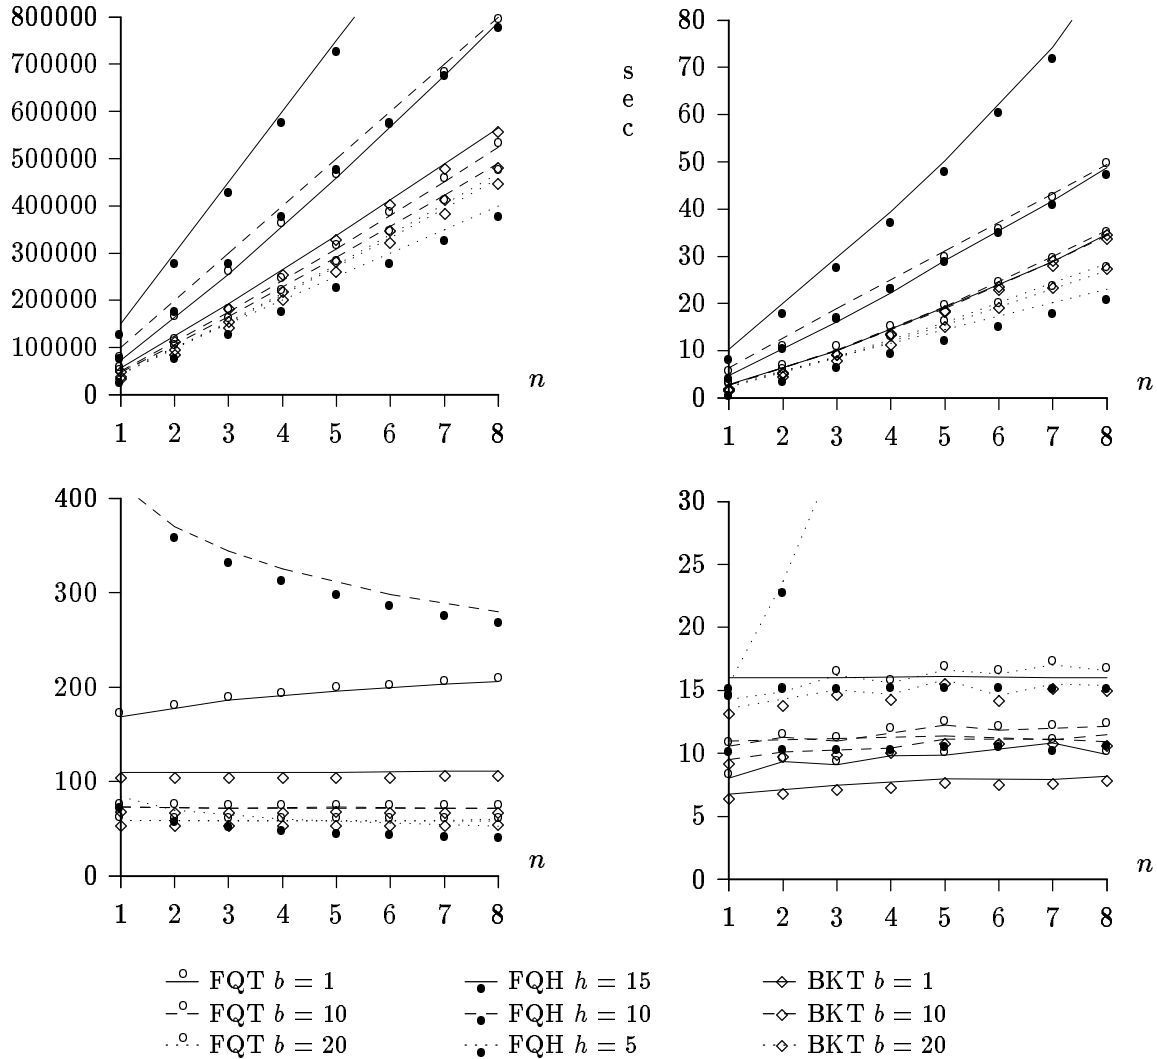 800000
700000
600000
500000
400000
300000
200000
100000
0
1 2 3 4 5 6 7 8
n
80
70
60
50
40
30
20
10
0
s
e
c
1 2 3 4 5 6 7 8
n
400
300
200
100
0
1 2 3 4 5 6 7 8
n
30
25
20
15
10
5
0
1 2 3 4 5 6 7 8
n
FQT b = 1
FQT b = 10
FQT b = 20
FQH h = 15
FQH h = 10
FQH h = 5
BKT b = 1
BKT b = 10
BKT b = 20